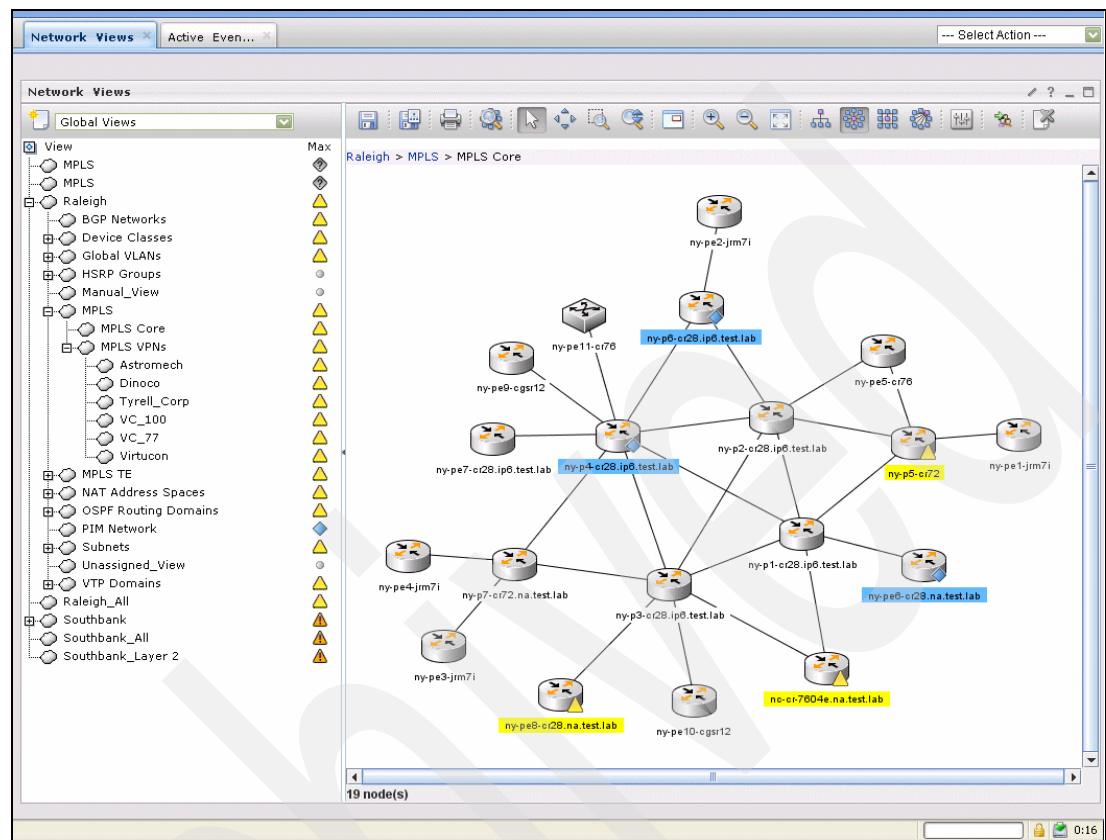 Network Views Active Even... --- Select Action ---
Network Views
Global Views
View Max
Raleigh > MPLS > MPLS Core
MPLS
MPLS
Raleigh
BGP Networks
Device Classes
Global VLANs
HSRP Groups
Manual_View
MPLS
MPLS Core
MPLS VPNs
Astromech
Dinoco
Tyrell_Corp
VC_100
VC_77
Virtucon
MPLS TE
NAT Address Spaces
OSPF Routing Domains
PIM Network
Subnets
Unassigned_View
VTP Domains
Raleigh_All
Southbank
Southbank_All
Southbank_Layer 2
ny-pe2-jrm7i
ny-p6-cr28.ip6.test.lab
ny-pe11-cr76
ny-pe9-cgsr12
ny-pe5-cr76
ny-p2-cr28.ip6.test.lab
ny-pe7-cr28.ip6.test.lab
ny-p4-cr28.ip6.test.lab
ny-p5-cr72
ny-pe1-jrm7i
ny-p1-cr28.ip6.test.lab
ny-pe4-jrm7i
ny-p7-cr72.na.test.lab
ny-pe6-cr28.na.test.lab
ny-p3-cr28.ip6.test.lab
ny-pe3-jrm7i
nc-cr-7604e.na.test.lab
ny-pe8-cr28.na.test.lab
ny-pe10-cgsr12
19 node(s)
0:16